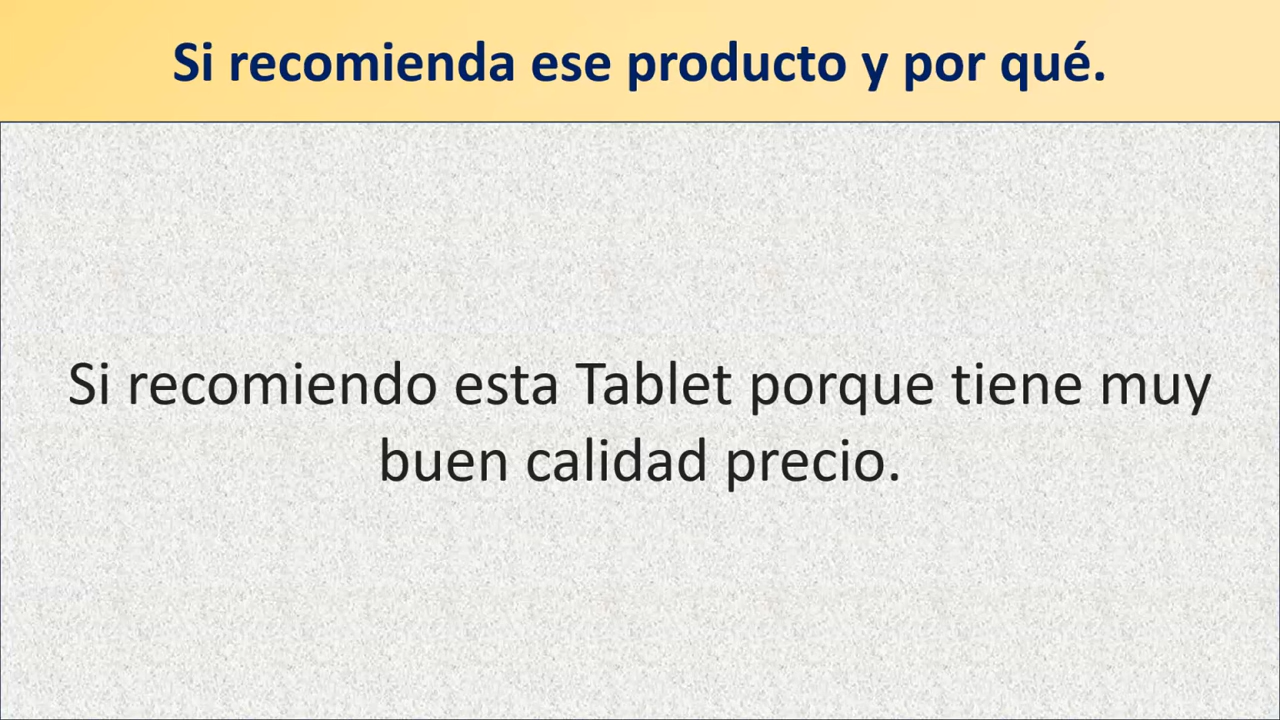 Si recomienda ese producto y por qué.
Si recomiendo esta Tablet porque tiene muy
buen calidad precio.